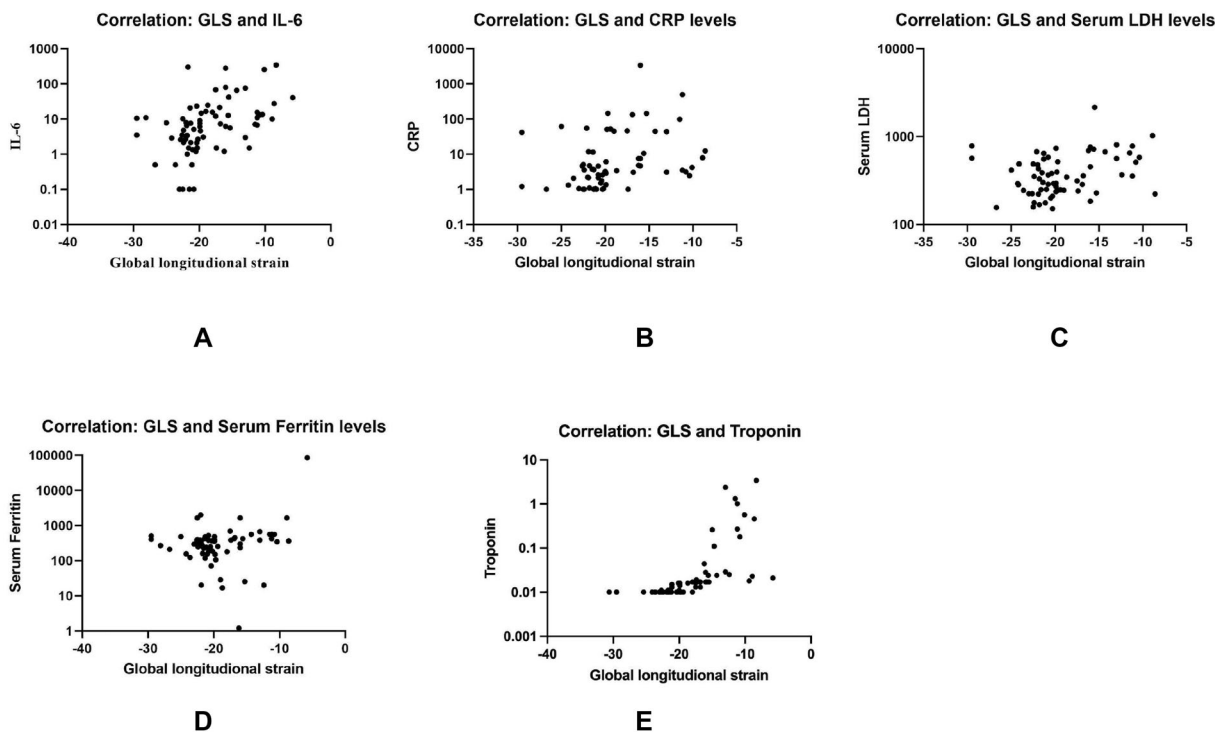 Correlation: GLS and IL-6
1000
100
10
1
0.1
0.01
IL-6
-40
-30
-20
-10
0
Global longitudinal strain
A
Correlation: GLS and CRP levels
10000
1000
100
10
1
0.1
CRP
-35
-30
-25
-20
-15
-10
-5
Global longitudinal strain
B
Correlation: GLS and Serum LDH levels
10000
1000
100
Serum LDH
-35
-30
-25
-20
-15
-10
-5
Global longitudinal strain
C
Correlation: GLS and Serum Ferritin levels
100000
10000
1000
100
10
1
Serum Ferritin
-40
-30
-20
-10
0
Global longitudinal strain
D
Correlation: GLS and Troponin
10
1
0.1
0.01
0.001
Troponin
-40
-30
-20
-10
0
Global longitudinal strain
E